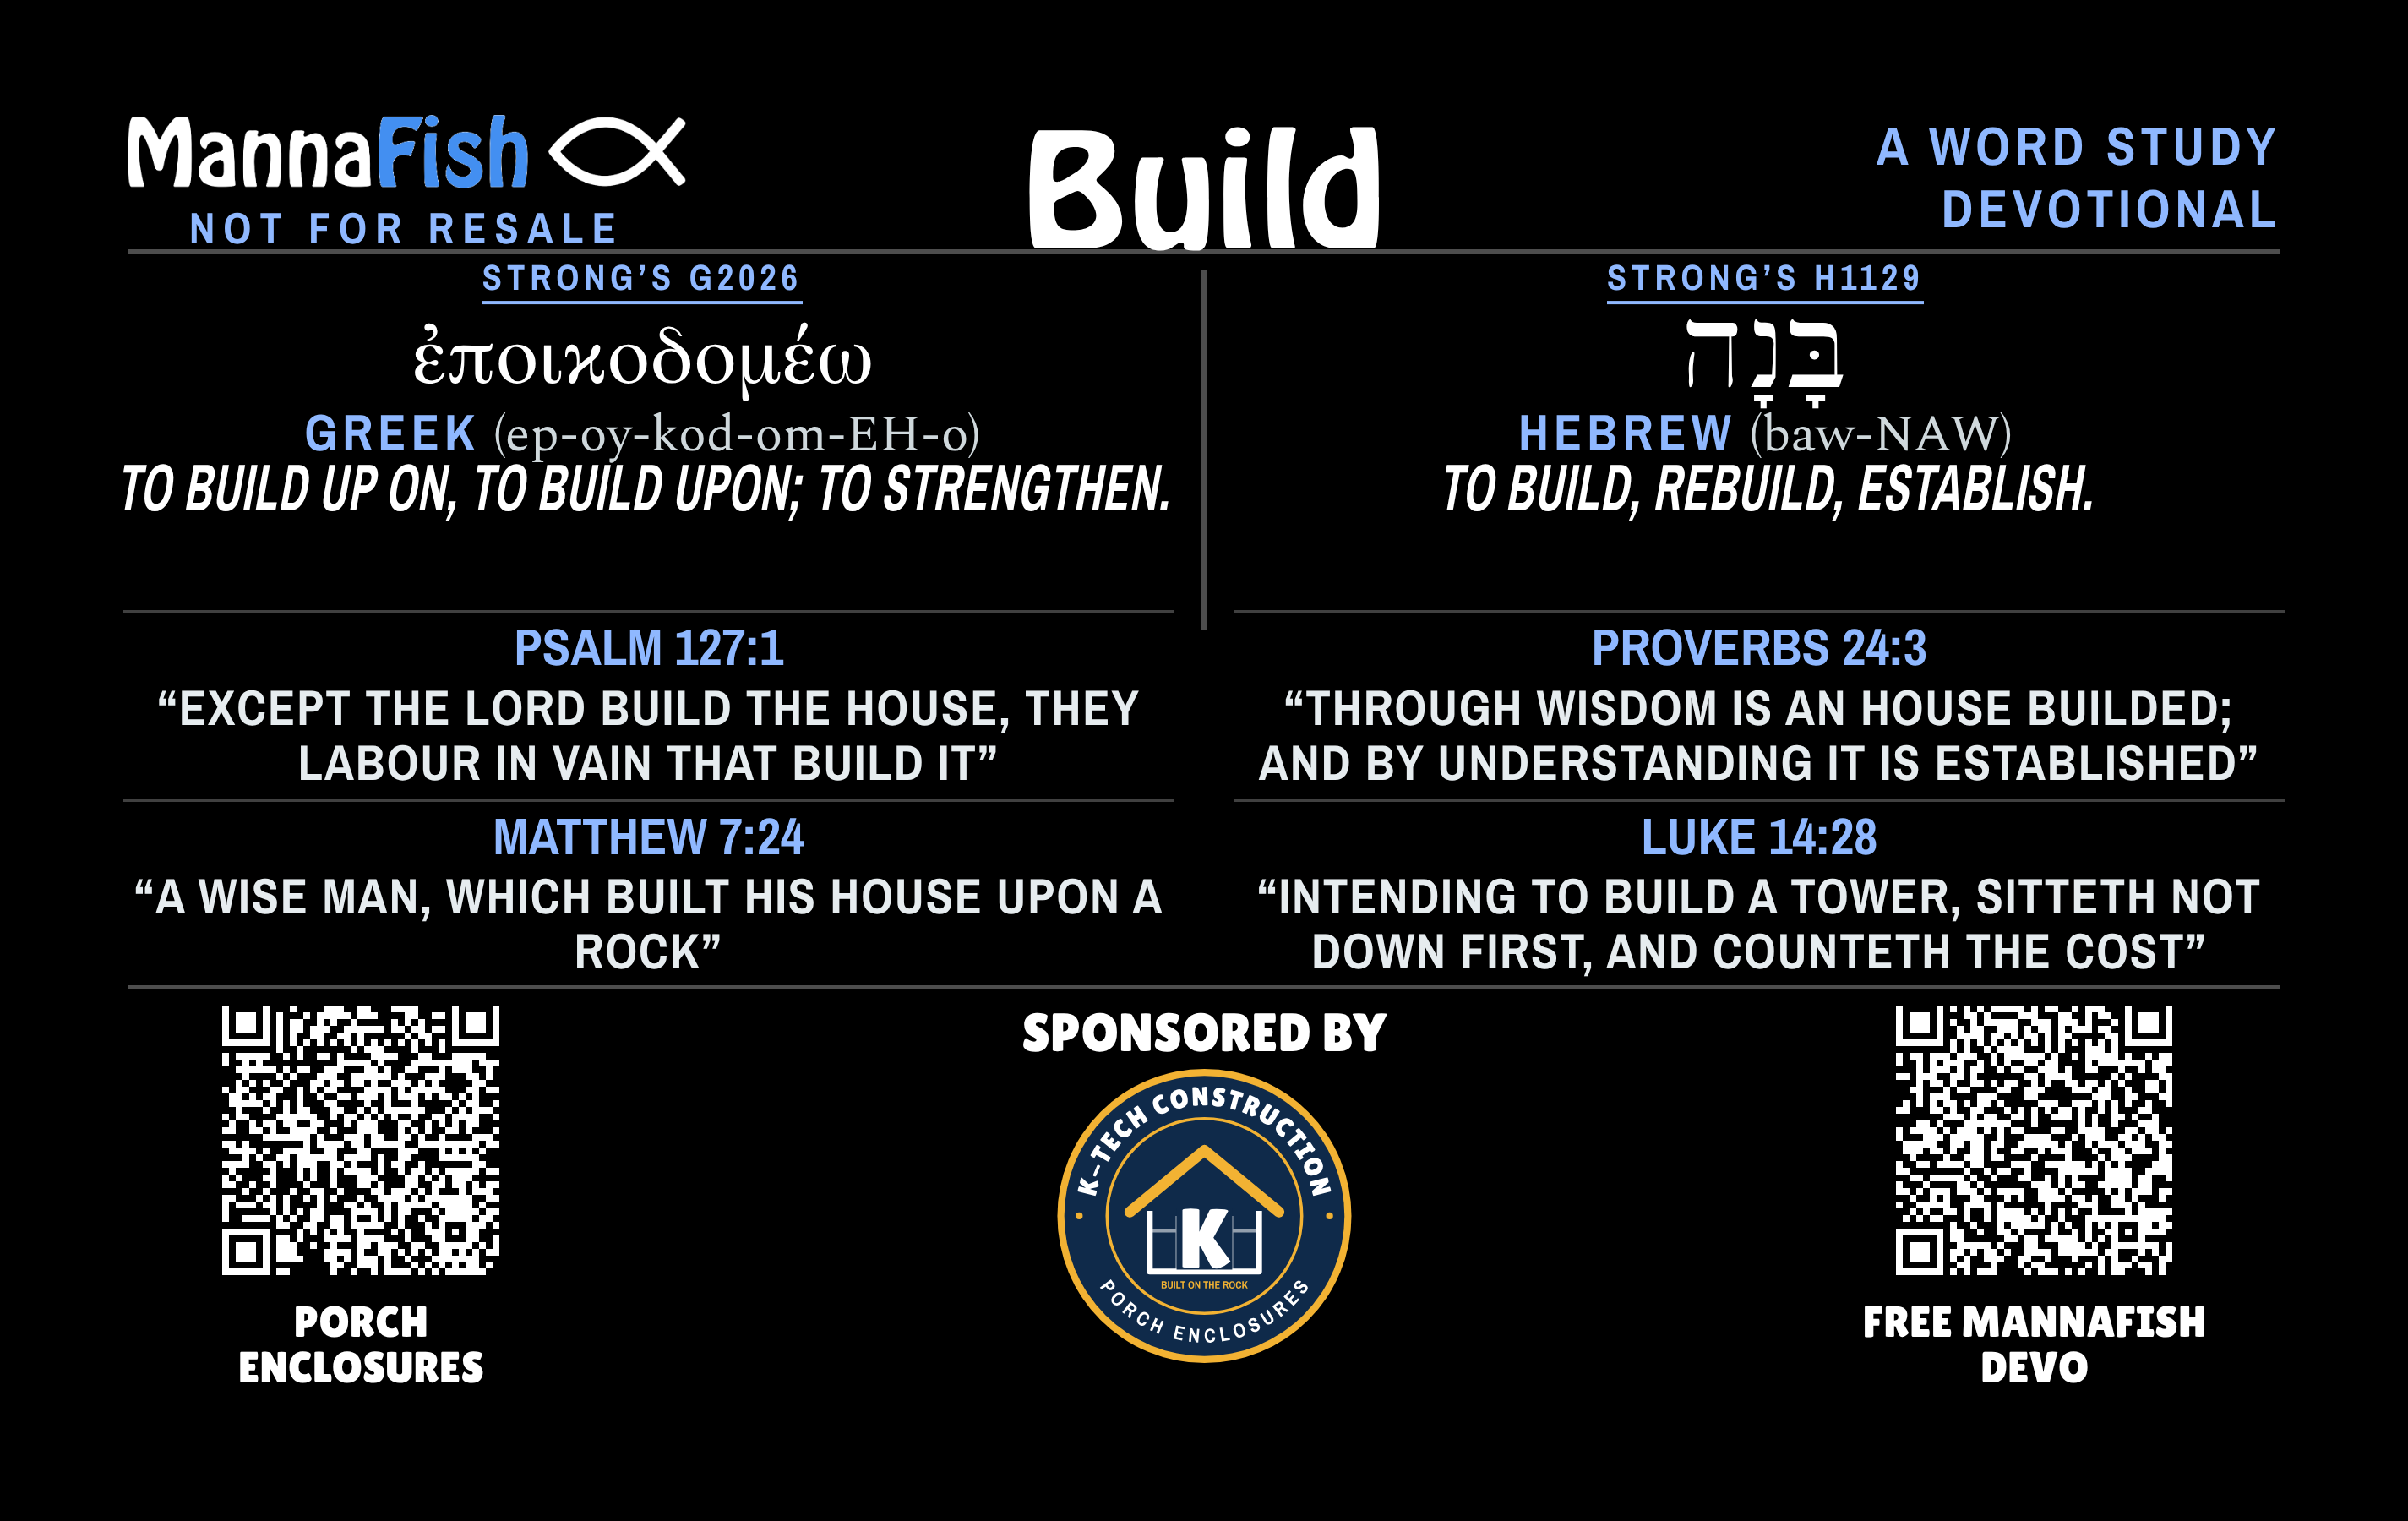 MannaFish
NOT FOR RESALE
Build
A WORD STUDY
DEVOTIONAL
STRONG’S G2026
ἐποικοδομέω
GREEK (ep-oy-kod-om-EH-o)
TO BUILD UP ON, TO BUILD UPON; TO STRENGTHEN.
STRONG’S H1129
בָּנָה
HEBREW (baw-NAW)
TO BUILD, REBUILD, ESTABLISH.
PSALM 127:1
“EXCEPT THE LORD BUILD THE HOUSE, THEY
LABOUR IN VAIN THAT BUILD IT”
PROVERBS 24:3
“THROUGH WISDOM IS AN HOUSE BUILDED;
AND BY UNDERSTANDING IT IS ESTABLISHED”
MATTHEW 7:24
“A WISE MAN, WHICH BUILT HIS HOUSE UPON A
ROCK”
LUKE 14:28
“INTENDING TO BUILD A TOWER, SITTETH NOT
DOWN FIRST, AND COUNTETH THE COST”
PORCH
ENCLOSURES
SPONSORED BY
K-TECH CONSTRUCTION
K
BUILT ON THE ROCK
PORCH ENCLOSURES
FREE MANNAFISH
DEVO